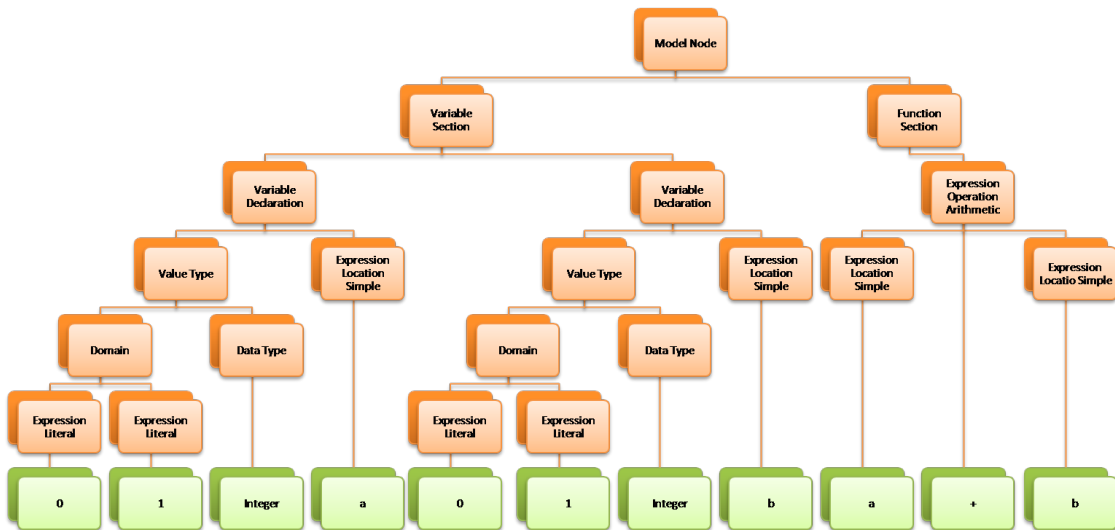 Model Node
Variable
Section
Function
Section
Variable
Declaration
Variable
Declaration
Expression
Operation
Arithmetic
Value Type
Expression
Location
Simple
Value Type
Expression
Location
Simple
Expression
Location
Simple
Expression
Locatio Simple
Domain
Data Type
Domain
Data Type
Expression
Literal
Expression
Literal
Expression
Literal
Expression
Literal
0
1
Integer
a
0
1
Integer
b
a
+
b